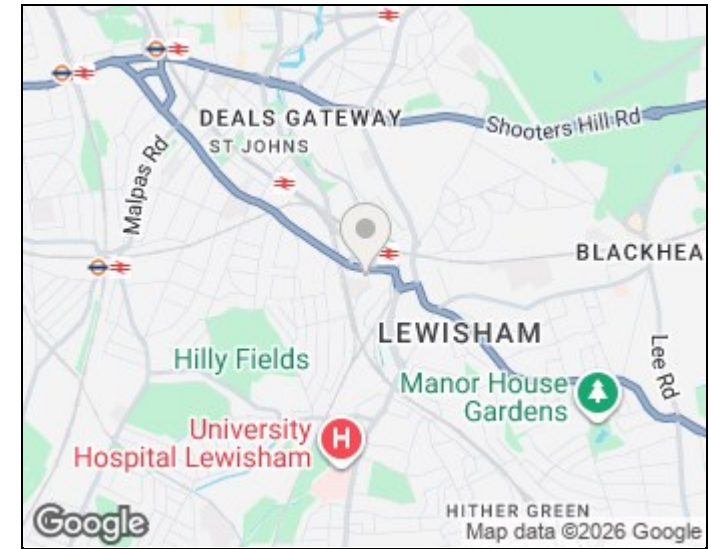 DEALS GATEWAY
ST JOHNS
Shooters Hill Rd
Malpas Rd
BLACKHEA
LEWISHAM
Hilly Fields
Lee Rd
Manor House
Gardens
University
Hospital Lewisham
H
HITHER GREEN
Google
Map data ©2026 Google